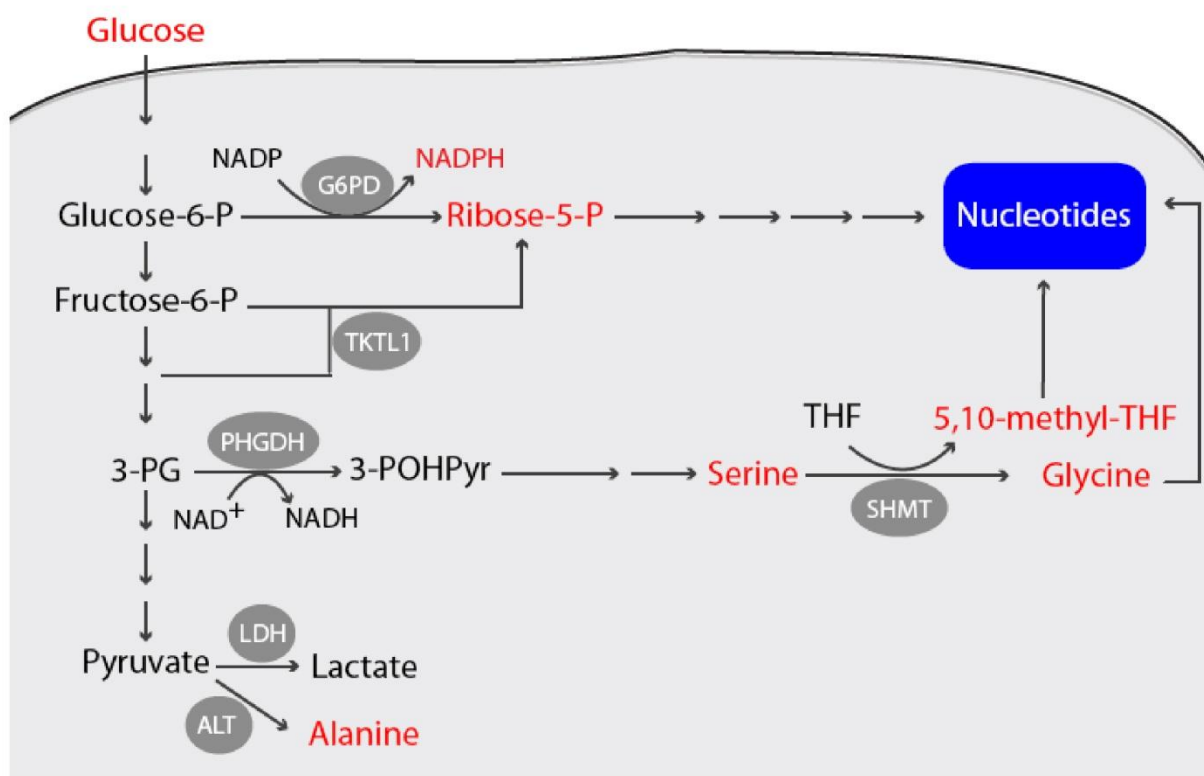 Glucose
NADP
G6PD
NADPH
Glucose-6-P
Ribose-5-P
Nucleotides
Fructose-6-P
TKTL1
THF
5,10-methyl-THF
PHGDH
3-PG
3-POHPyr
Serine
Glycine
NAD+
NADH
SHMT
LDH
Pyruvate
Lactate
ALT
Alanine